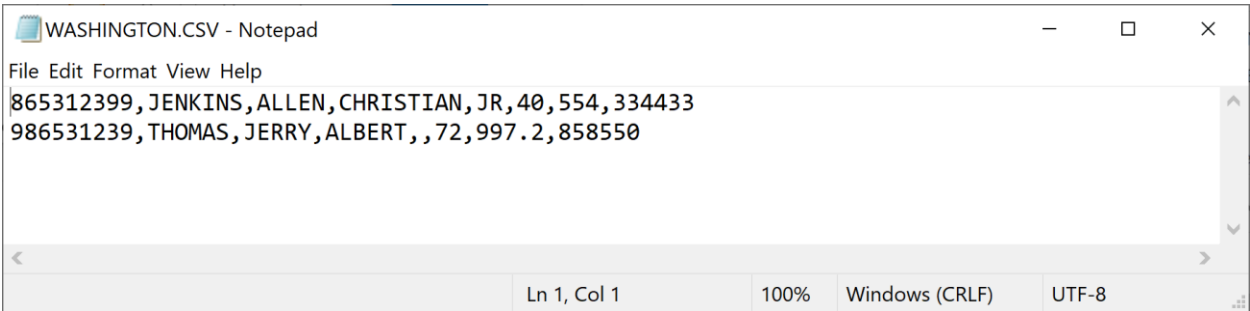 WASHINGTON.CSV - Notepad
File Edit Format View Help
865312399,JENKINS,ALLEN,CHRISTIAN,JR,40,554,334433
986531239,THOMAS,JERRY,ALBERT,,72,997.2,858550
Ln 1, Col 1 100% Windows (CRLF) UTF-8